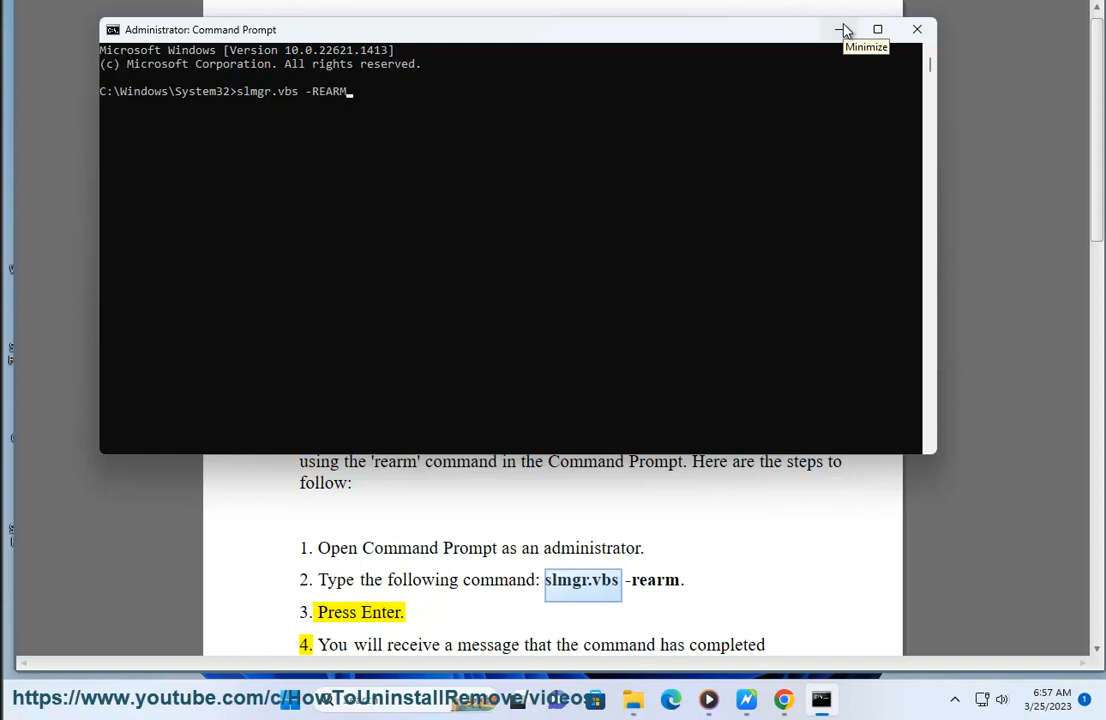 Administrator: Command Prompt
Minimize
Microsoft Windows [Version 10.0.22621.1413]
(c) Microsoft Corporation. All rights reserved.
C:\Windows\System32>slmgr.vbs -REARM
using the 'rearm' command in the Command Prompt. Here are the steps to
follow:
1. Open Command Prompt as an administrator.
2. Type the following command: slmgr.vbs -rearm.
3. Press Enter.
4. You will receive a message that the command has completed
https://www.youtube.com/c/HowToUninstallRemove/videos
6:57 AM
3/25/2023
1